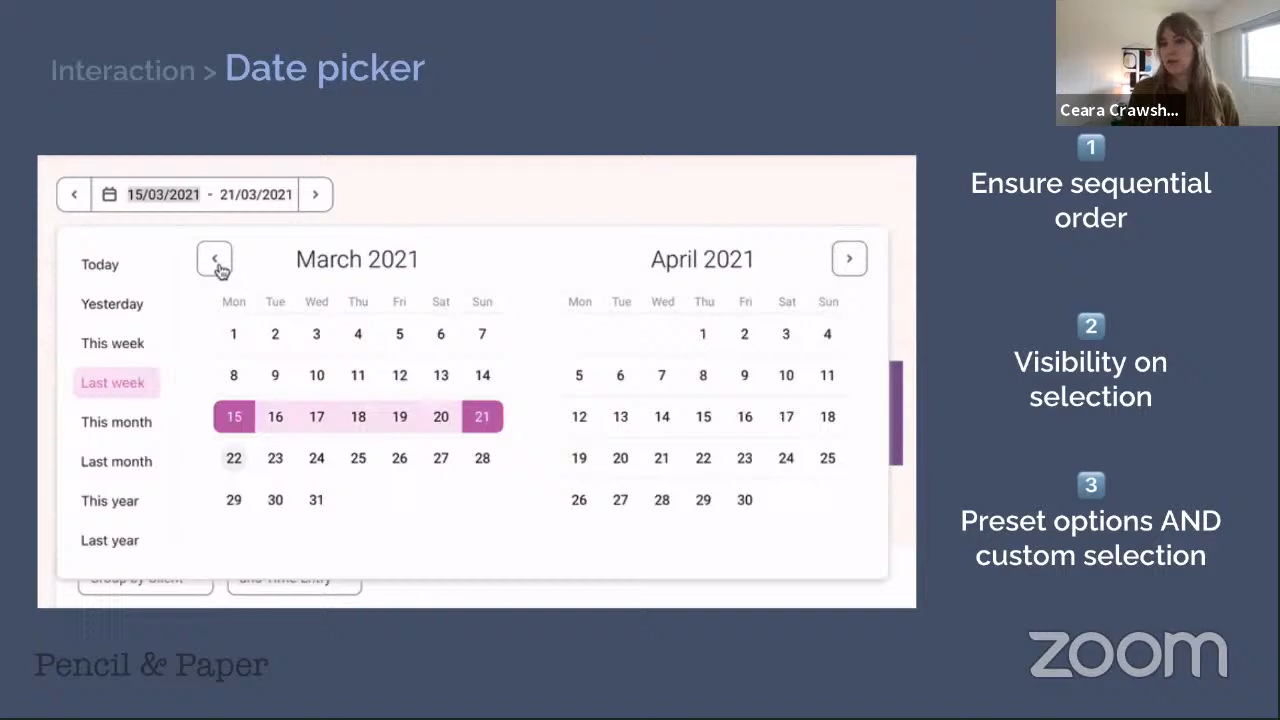 Interaction > Date picker
Ceara Crawsh...
15/03/2021 - 21/03/2021
Today
Yesterday
This week
Last week
This month
Last month
This year
Last year
March 2021
Mon Tue Wed Thu Fri Sat Sun
1 2 3 4 5 6 7
8 9 10 11 12 13 14
15 16 17 18 19 20 21
22 23 24 25 26 27 28
29 30 31
April 2021
Mon Tue Wed Thu Fri Sat Sun
1 2 3 4
5 6 7 8 9 10 11
12 13 14 15 16 17 18
19 20 21 22 23 24 25
26 27 28 29 30
Group by Client
and Time Entry
1
Ensure sequential
order
2
Visibility on
selection
3
Preset options AND
custom selection
Pencil & Paper
zoom